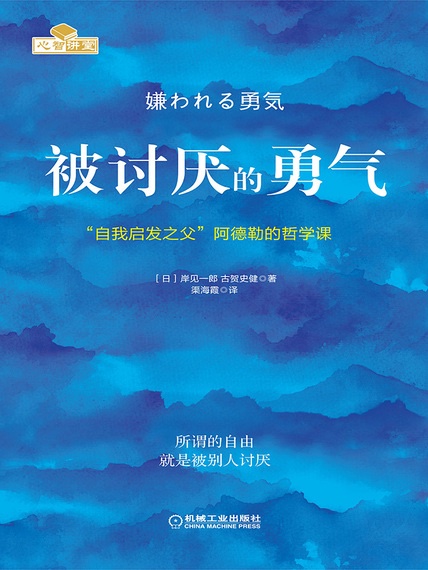 心智讲堂
嫌われる勇気
被讨厌的勇气
“自我启发之父”阿德勒的哲学课
［日］岸见一郎 古贺史健◎著
渠海霞◎译
所谓的自由
就是被别人讨厌
机械工业出版社
CHINA MACHINE PRESS